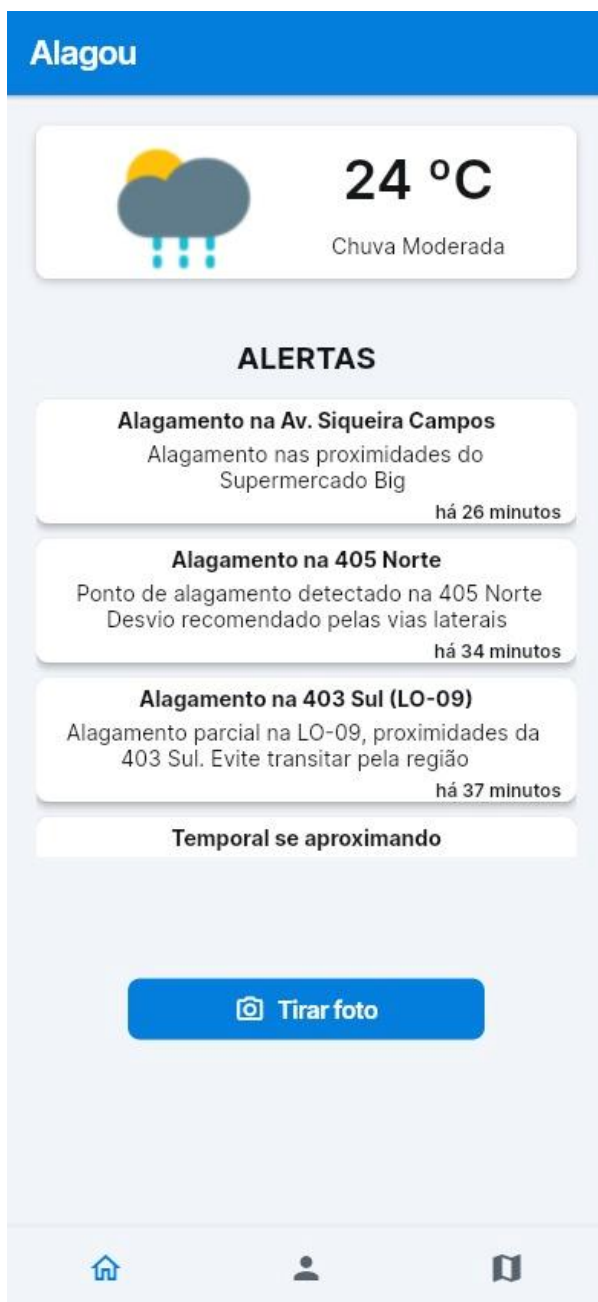 Alagou
24 ºC
Chuva Moderada
ALERTAS
Alagamento na Av. Siqueira Campos
Alagamento nas proximidades do
Supermercado Big
há 26 minutos
Alagamento na 405 Norte
Ponto de alagamento detectado na 405 Norte
Desvio recomendado pelas vias laterais
há 34 minutos
Alagamento na 403 Sul (LO-09)
Alagamento parcial na LO-09, proximidades da
403 Sul. Evite transitar pela região
há 37 minutos
Temporal se aproximando
Tirar foto